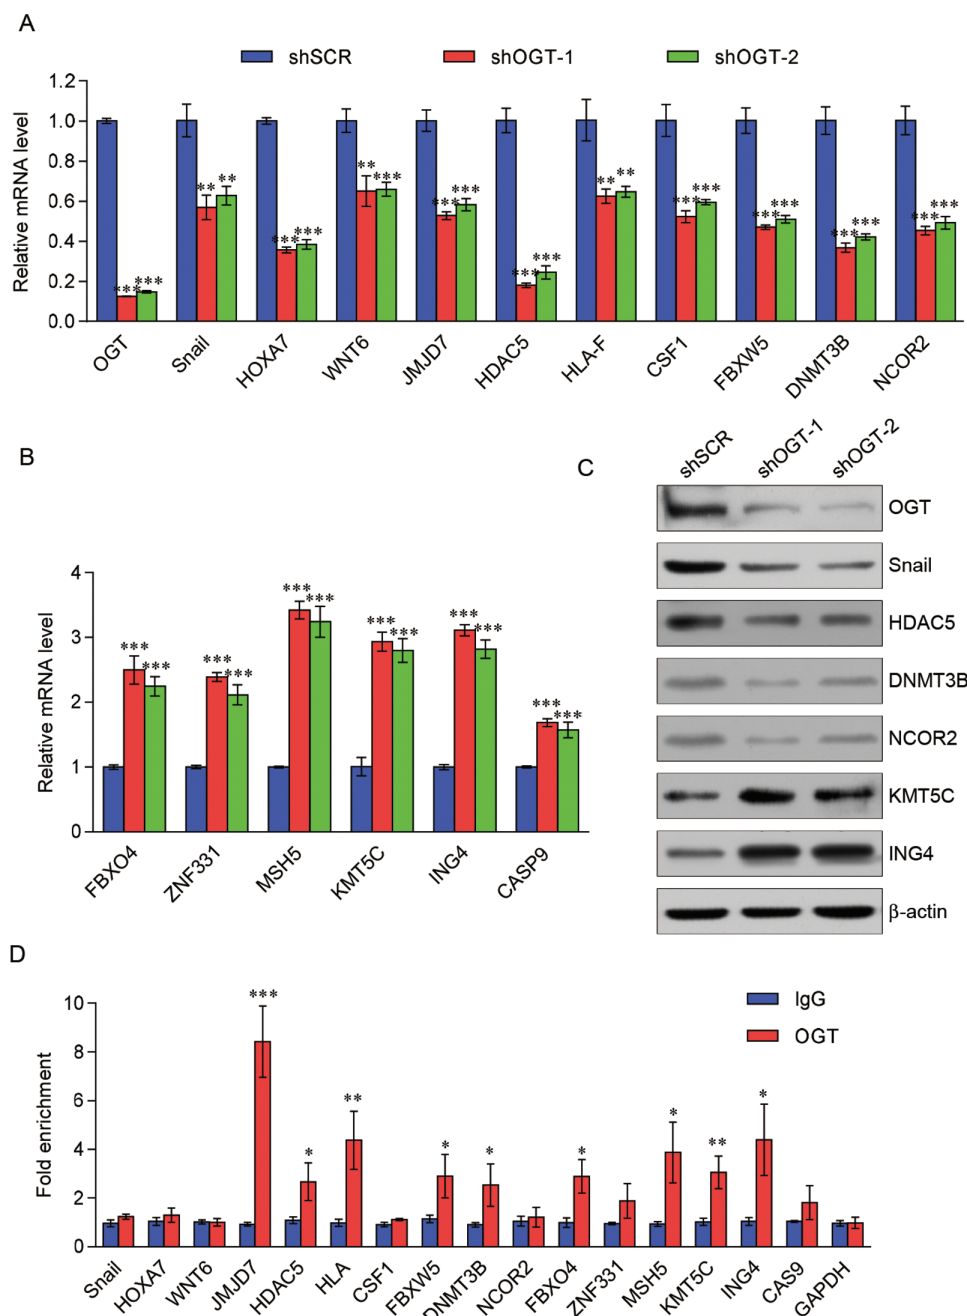 A
shSCR shOGT-1 shOGT-2
Relative mRNA level
1.2
1.0
0.8
0.6
0.4
0.2
0.0
*** *** ** ** *** *** ** *** *** *** *** *** ** ** *** *** *** *** *** *** *** ***
OGT Snail HOXA7 WNT6 JMJD7 HDAC5 HLA-F CSF1 FBXW5 DNMT3B NCOR2
B
Relative mRNA level
4
3
2
1
0
*** *** *** *** *** *** *** *** *** *** *** ***
FBXO4 ZNF331 MSH5 KMT5C ING4 CASP9
C
shSCR shOGT-1 shOGT-2
OGT
Snail
HDAC5
DNMT3B
NCOR2
KMT5C
ING4
β-actin
D
IgG
OGT
Fold enrichment
10
8
6
4
2
0
*** * ** * * * * ** *
Snail HOXA7 WNT6 JMJD7 HDAC5 HLA CSF1 FBXW5 DNMT3B NCOR2 FBXO4 ZNF331 MSH5 KMT5C ING4 CAS9 GAPDH